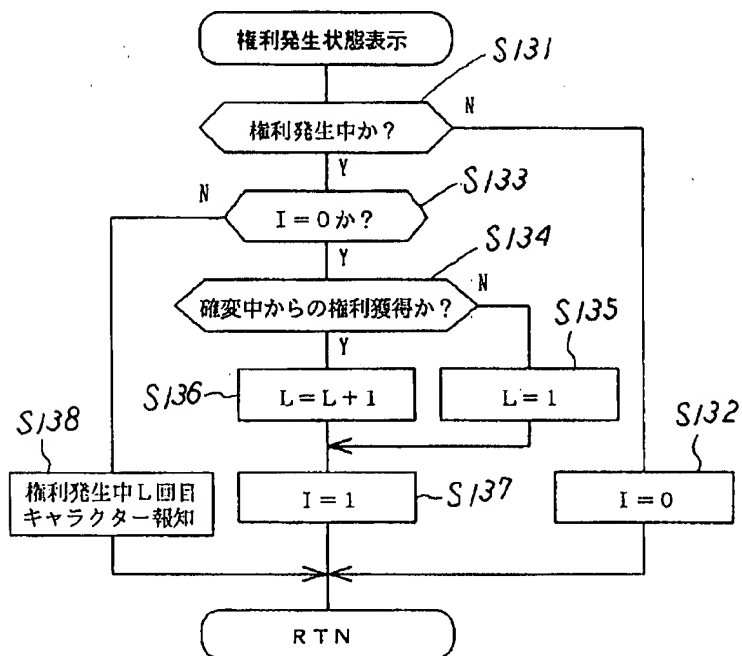 権利発生状態表示
S131
権利発生中か？
N
Y
S133
N
I＝0か？
Y
S134
確変中からの権利獲得か？
N
Y
S135
S136
L＝L＋1
L＝1
S138
S132
権利発生中L回目
キャラクター報知
I＝1
S137
I＝0
RTN